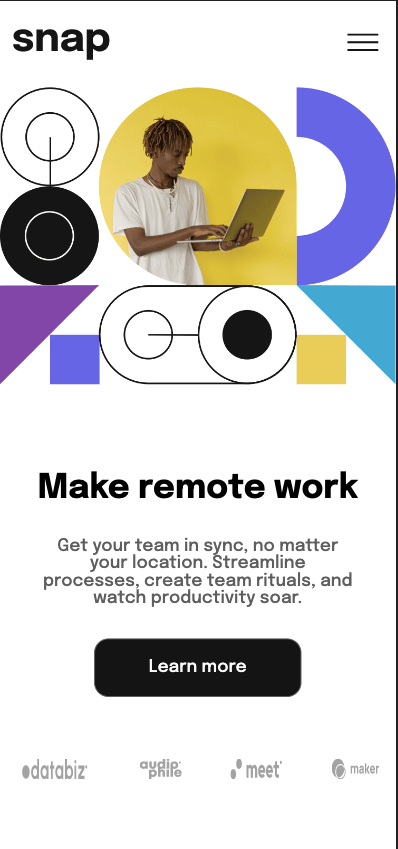 snap
Make remote work
Get your team in sync, no matter
your location. Streamline
processes, create team rituals, and
watch productivity soar.
Learn more
databiz
audiophile
meet
maker